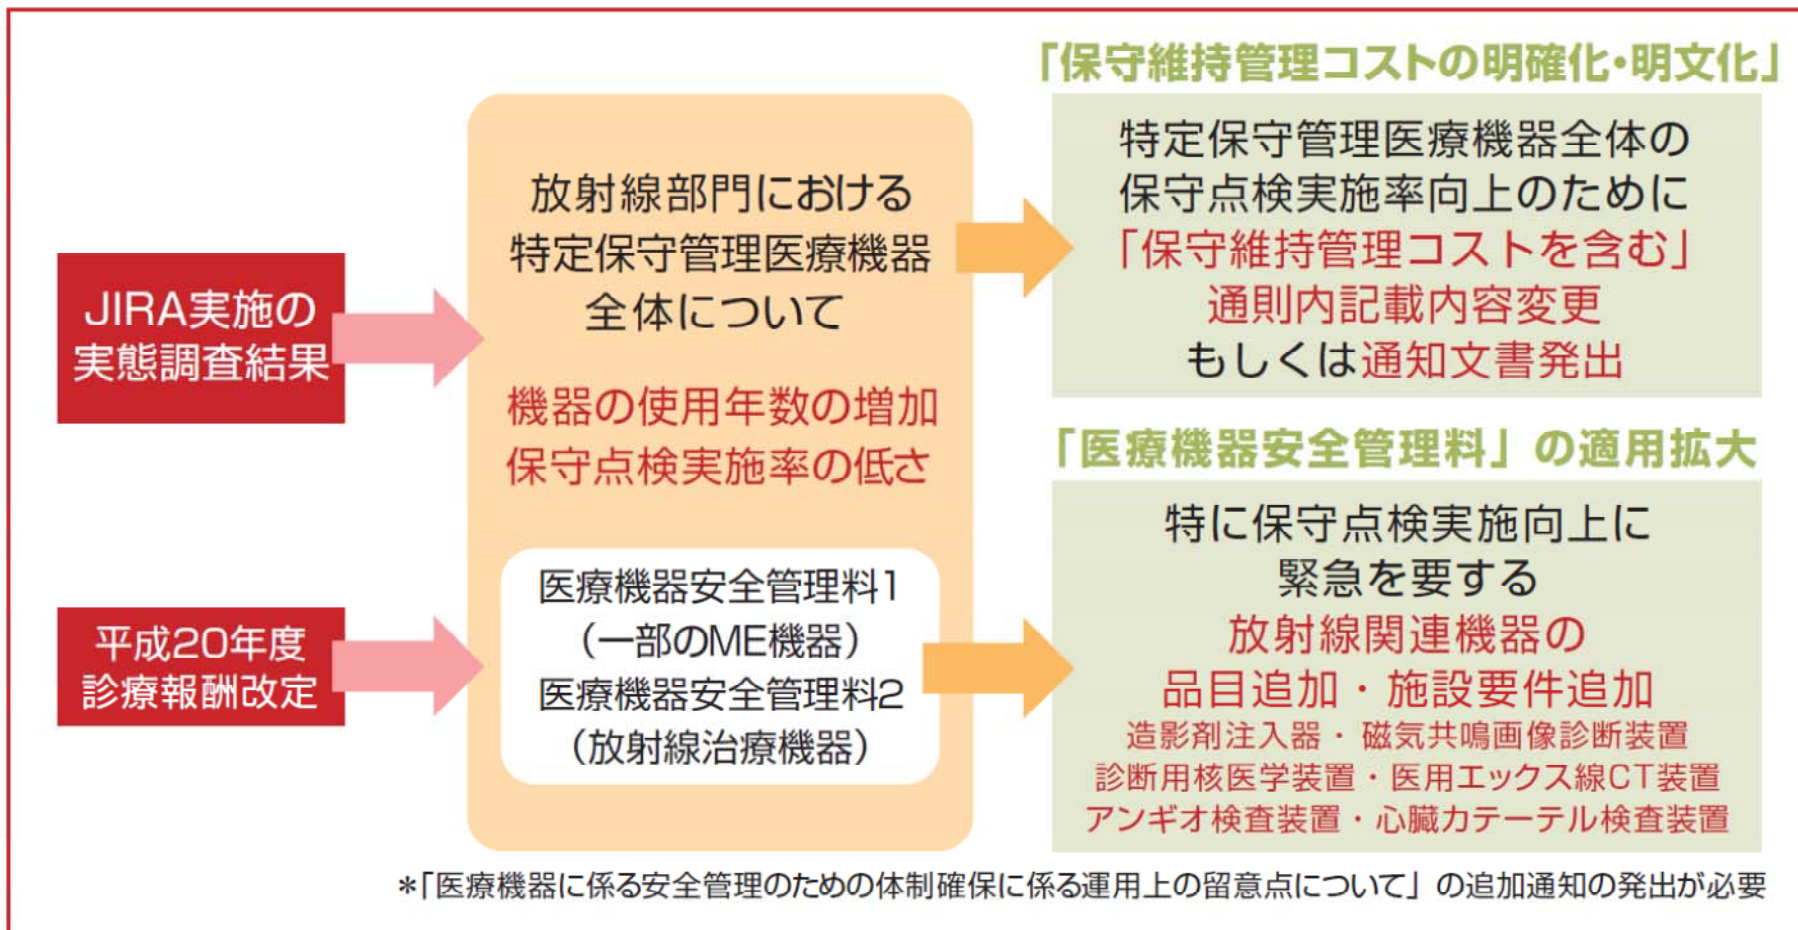 JIRA実施の
実態調査結果
平成20年度
診療報酬改定
放射線部門における
特定保守管理医療機器
全体について
機器の使用年数の増加
保守点検実施率の低さ
医療機器安全管理料1
（一部のME機器）
医療機器安全管理料2
（放射線治療機器）
「保守維持管理コストの明確化・明文化」
特定保守管理医療機器全体の
保守点検実施率向上のために
「保守維持管理コストを含む」
通則内記載内容変更
もしくは通知文書発出
「医療機器安全管理料」の適用拡大
特に保守点検実施向上に
緊急を要する
放射線関連機器の
品目追加・施設要件追加
造影剤注入器・磁気共鳴画像診断装置
診断用核医学装置・医用エックス線CT装置
アンギオ検査装置・心臓カテーテル検査装置
＊「医療機器に係る安全管理のための体制確保に係る運用上の留意点について」の追加通知の発出が必要